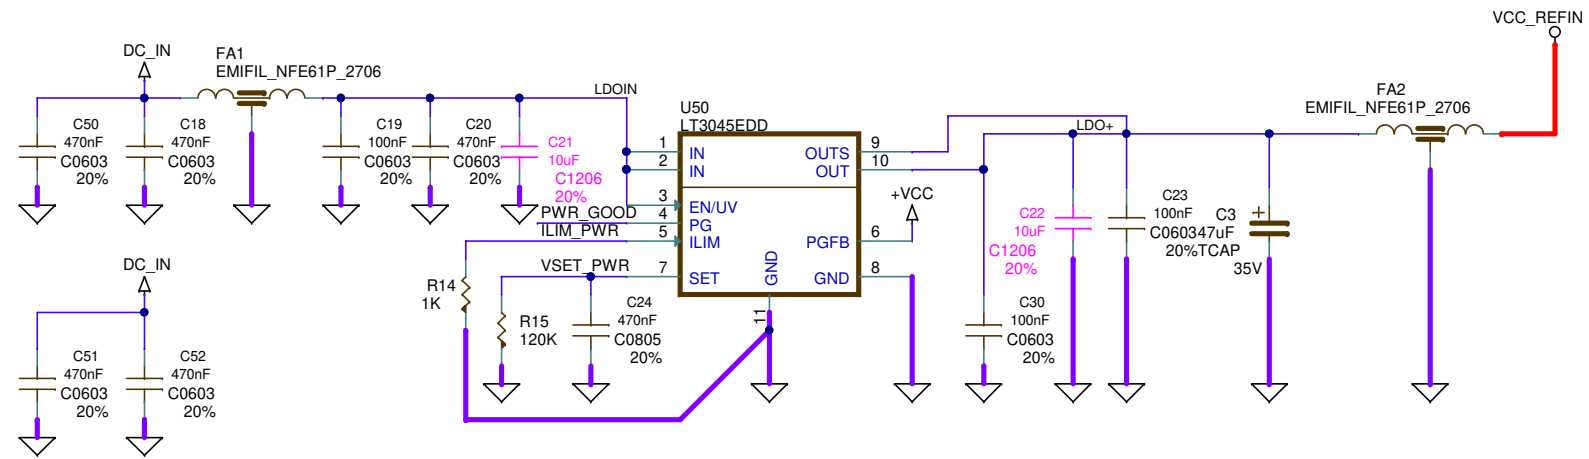 VCC_REFIN
DC_IN
FA1
EMIFIL_NFE61P_2706
LDOIN
FA2
EMIFIL_NFE61P_2706
C50
470nF
C0603
20%
C18
470nF
C0603
20%
C19
100nF
C0603
20%
C20
470nF
C0603
20%
C21
10uF
C1206
20%
U50
LT3045EDD
1 IN
2 IN
3 EN/UV
PWR_GOOD 4 PG
ILIM_PWR 5 ILIM
VSET_PWR 7 SET
OUTS 9
OUT 10
PGFB 6
GND 8
GND
11
LDO+
+VCC
C22
10uF
C1206
20%
C23
100nF
C0603
20%
C3
47uF
TCAP
35V
+
DC_IN
R14
1K
R15
120K
C24
470nF
C0805
20%
C30
100nF
C0603
20%
C51
470nF
C0603
20%
C52
470nF
C0603
20%